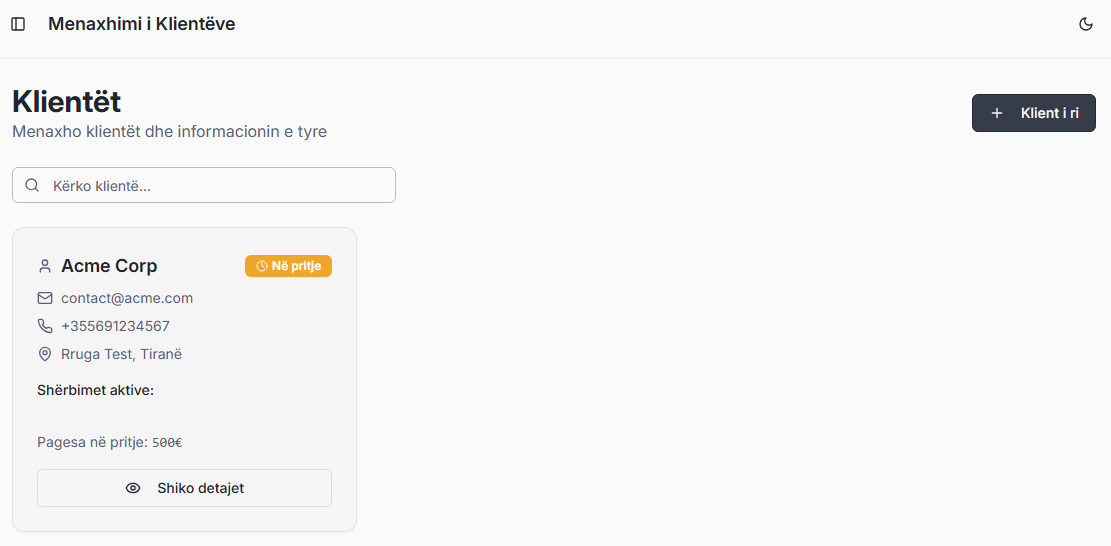 Menaxhimi i Klientëve
Klientët
Menaxho klientët dhe informacionin e tyre
Klient i ri
Kërko klientë...
Acme Corp
Në pritje
contact@acme.com
+355691234567
Rruga Test, Tiranë
Shërbimet aktive:
Pagesa në pritje: 500€
Shiko detajet